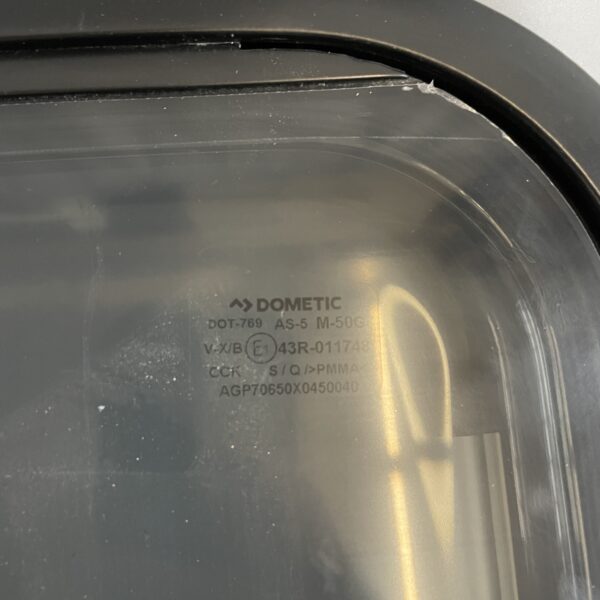 DOMETIC
DOT-769 AS-5 M-50G
V-X/B E1 43R-011748
CCK S / Q />PMMA<
AGP70650X0450040